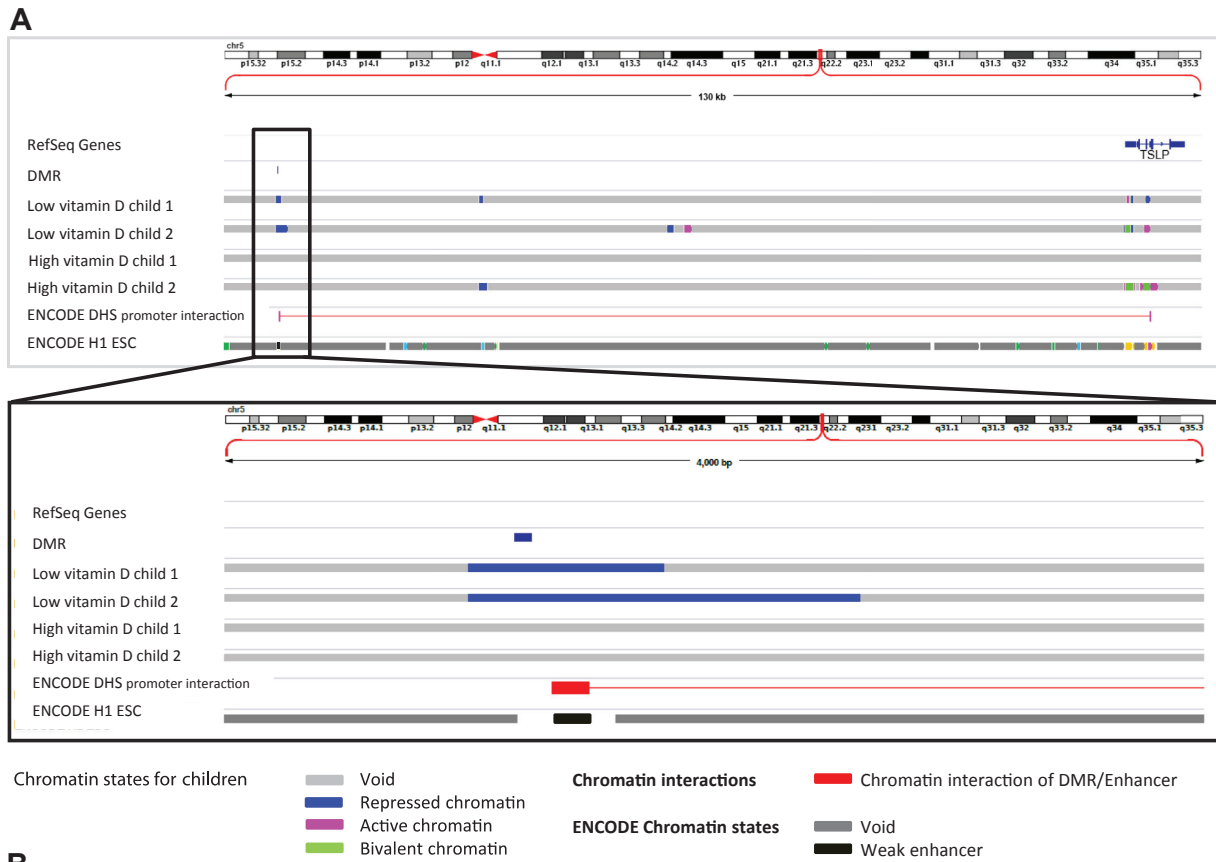 A
chr5
p15.32 p15.2 p14.3 p14.1 p13.2 p12 q11.1 q12.1 q13.1 q13.3 q14.2 q14.3 q15 q21.1 q21.3 q22.2 q23.1 q23.2 q31.1 q31.3 q32 q33.2 q34 q35.1 q35.3
130 kb
RefSeq Genes
TSLP
DMR
Low vitamin D child 1
Low vitamin D child 2
High vitamin D child 1
High vitamin D child 2
ENCODE DHS promoter interaction
ENCODE H1 ESC
chr5
p15.32 p15.2 p14.3 p14.1 p13.2 p12 q11.1 q12.1 q13.1 q13.3 q14.2 q14.3 q15 q21.1 q21.3 q22.2 q23.1 q23.2 q31.1 q31.3 q32 q33.2 q34 q35.1 q35.3
4,000 bp
RefSeq Genes
DMR
Low vitamin D child 1
Low vitamin D child 2
High vitamin D child 1
High vitamin D child 2
ENCODE DHS promoter interaction
ENCODE H1 ESC
Chromatin states for children
Void
Repressed chromatin
Active chromatin
Bivalent chromatin
Chromatin interactions
Chromatin interaction of DMR/Enhancer
ENCODE Chromatin states
Void
Weak enhancer
B